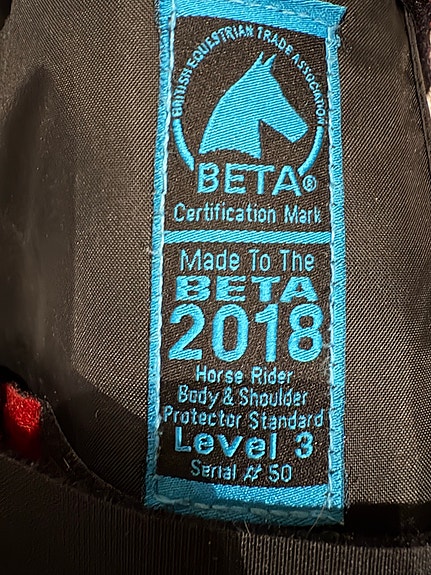 BRITISH EQUESTRIAN TRADE ASSOCIATION
BETA®
Certification Mark
Made To The
BETA
2018
Horse Rider
Body & Shoulder
Protector Standard
Level 3
Serial # 50